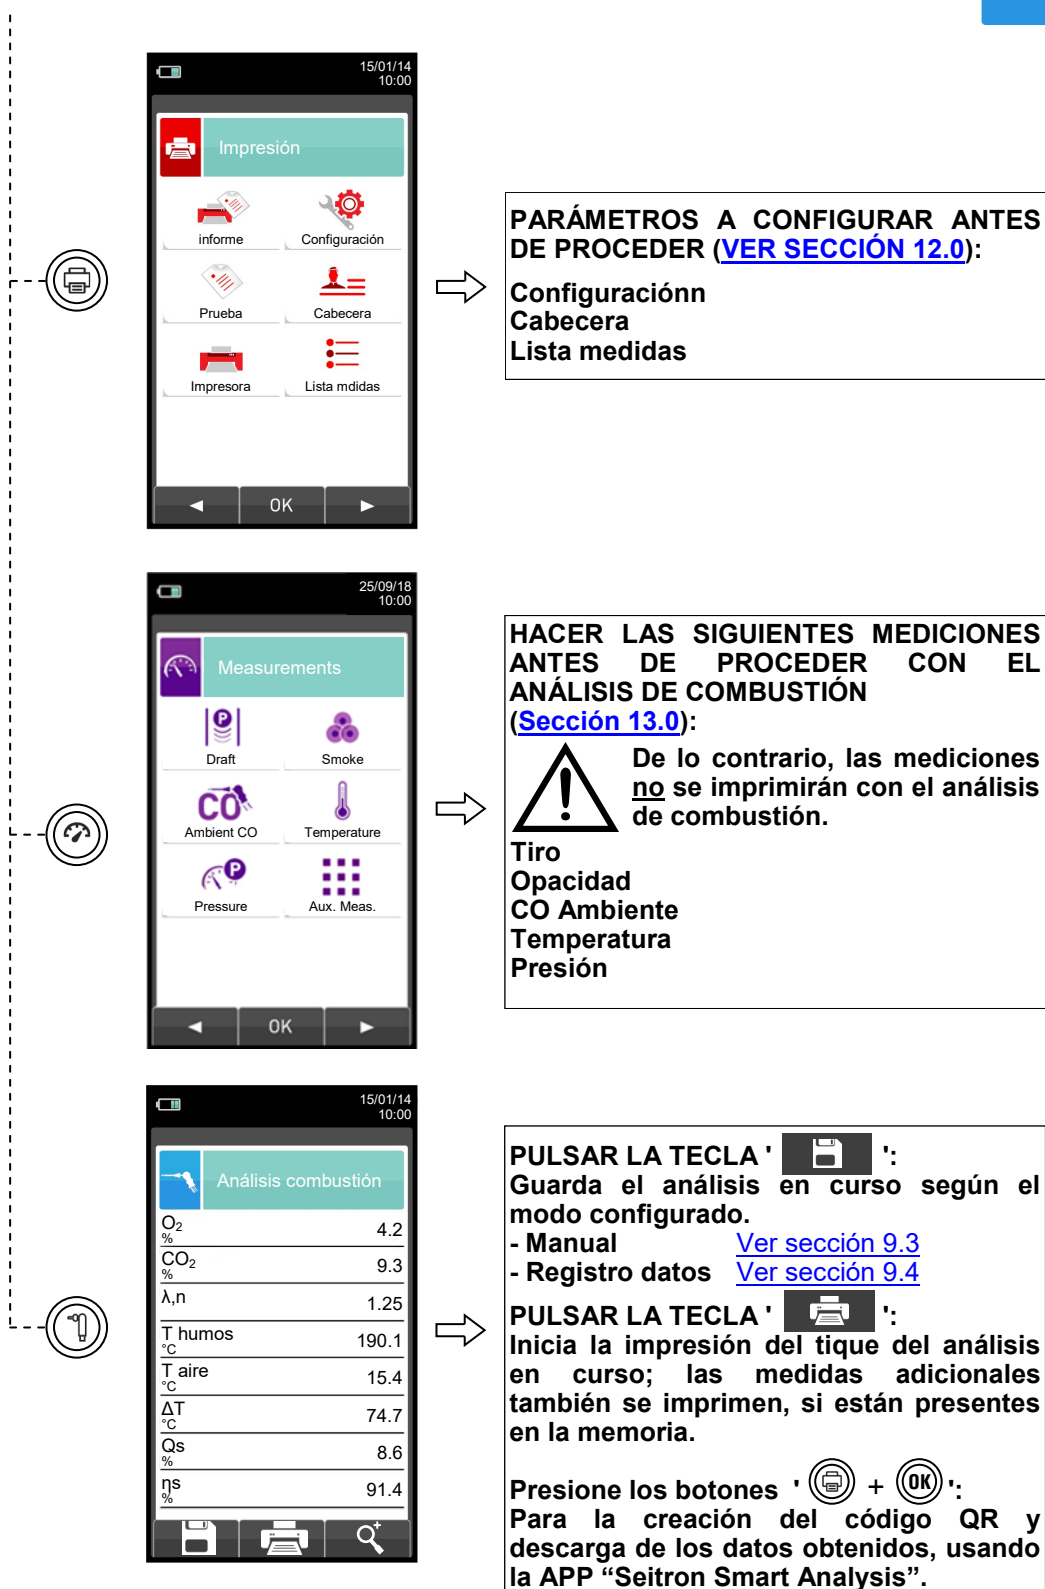 15/01/14
10:00
Impresión
informe
Configuración
Prueba
Cabecera
Impresora
Lista mdidas
OK
PARÁMETROS A CONFIGURAR ANTES
DE PROCEDER (VER SECCIÓN 12.0):
Configuraciónn
Cabecera
Lista medidas
25/09/18
10:00
Measurements
P
Draft
Smoke
CO
Ambient CO
Temperature
P
Pressure
Aux. Meas.
OK
HACER LAS SIGUIENTES MEDICIONES
ANTES DE PROCEDER CON EL
ANÁLISIS DE COMBUSTIÓN
(Sección 13.0):
De lo contrario, las mediciones
no se imprimirán con el análisis
de combustión.
Tiro
Opacidad
CO Ambiente
Temperatura
Presión
15/01/14
10:00
Análisis combustión
O2 % 4.2
CO2 % 9.3
λ,n 1.25
T humos °C 190.1
T aire °C 15.4
ΔT °C 74.7
Qs % 8.6
ηs % 91.4
PULSAR LA TECLA ' ':
Guarda el análisis en curso según el
modo configurado.
- Manual Ver sección 9.3
- Registro datos Ver sección 9.4
PULSAR LA TECLA ' ':
Inicia la impresión del tique del análisis
en curso; las medidas adicionales
también se imprimen, si están presentes
en la memoria.
Presione los botones ' + OK ':
Para la creación del código QR y
descarga de los datos obtenidos, usando
la APP “Seitron Smart Analysis”.